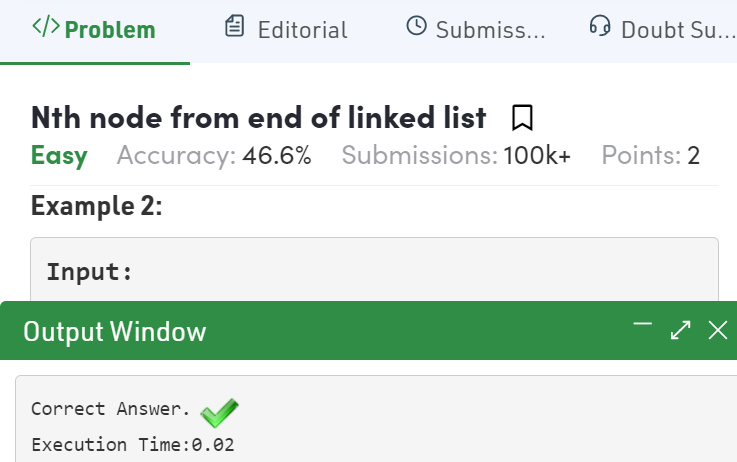 </> Problem Editorial Submiss... Doubt Su...
Nth node from end of linked list
Easy Accuracy: 46.6% Submissions: 100k+ Points: 2
Example 2:
Input:
Output Window
Correct Answer.
Execution Time:0.02